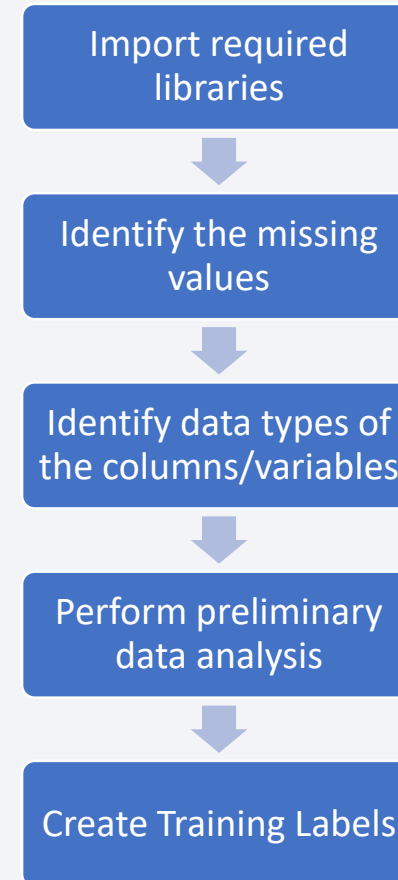 Import required
libraries
Identify the missing
values
Identify data types of
the columns/variables
Perform preliminary
data analysis
Create Training Labels